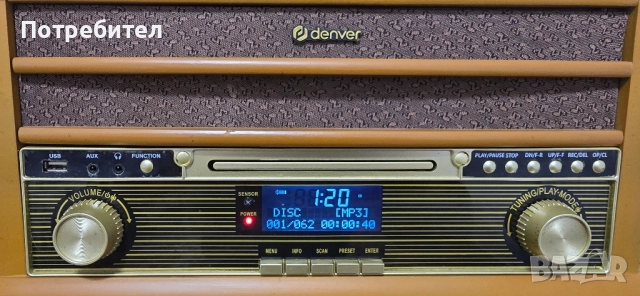 Потребител
denver
USB
AUX
FUNCTION
PLAY/PAUSE STOP DN/F-R UP/F-F REC/DEL OP/CL
VOLUME/
SENSOR
POWER
1:20
DISC [MP3]
001/062 00:00:40
TUNING/PLAY-MODE
MENU INFO SCAN PRESET ENTER
BAZAR